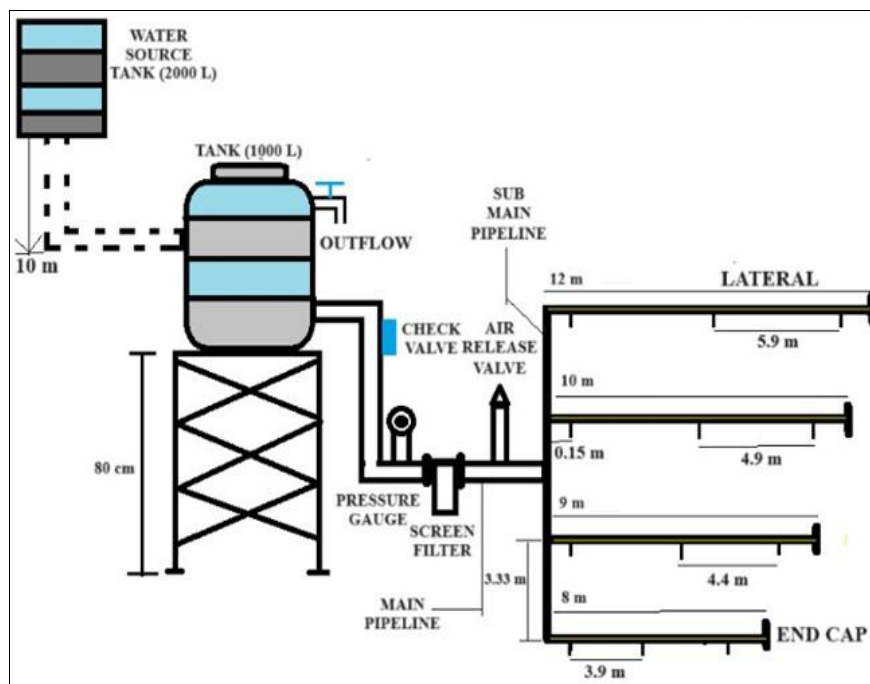 WATER
SOURCE
TANK (2000 L)
TANK (1000 L)
OUTFLOW
10 m
SUB
MAIN
PIPELINE
12 m
LATERAL
5.9 m
CHECK
VALVE
AIR
RELEASE
VALVE
10 m
0.15 m
4.9 m
80 cm
PRESSURE
GAUGE
SCREEN
FILTER
9 m
4.4 m
3.33 m
MAIN
PIPELINE
8 m
END CAP
3.9 m